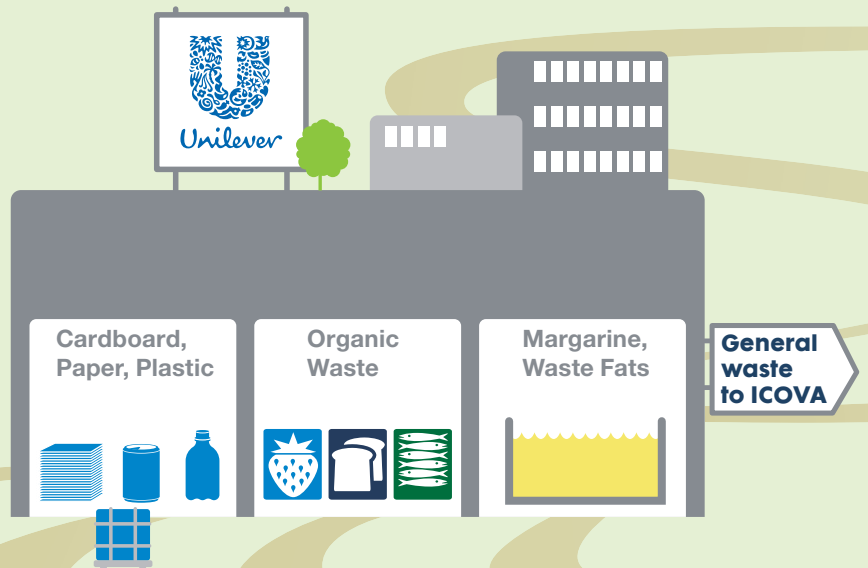 Unilever
Cardboard,
Paper, Plastic
Organic
Waste
Margarine,
Waste Fats
General
waste
to ICOVA